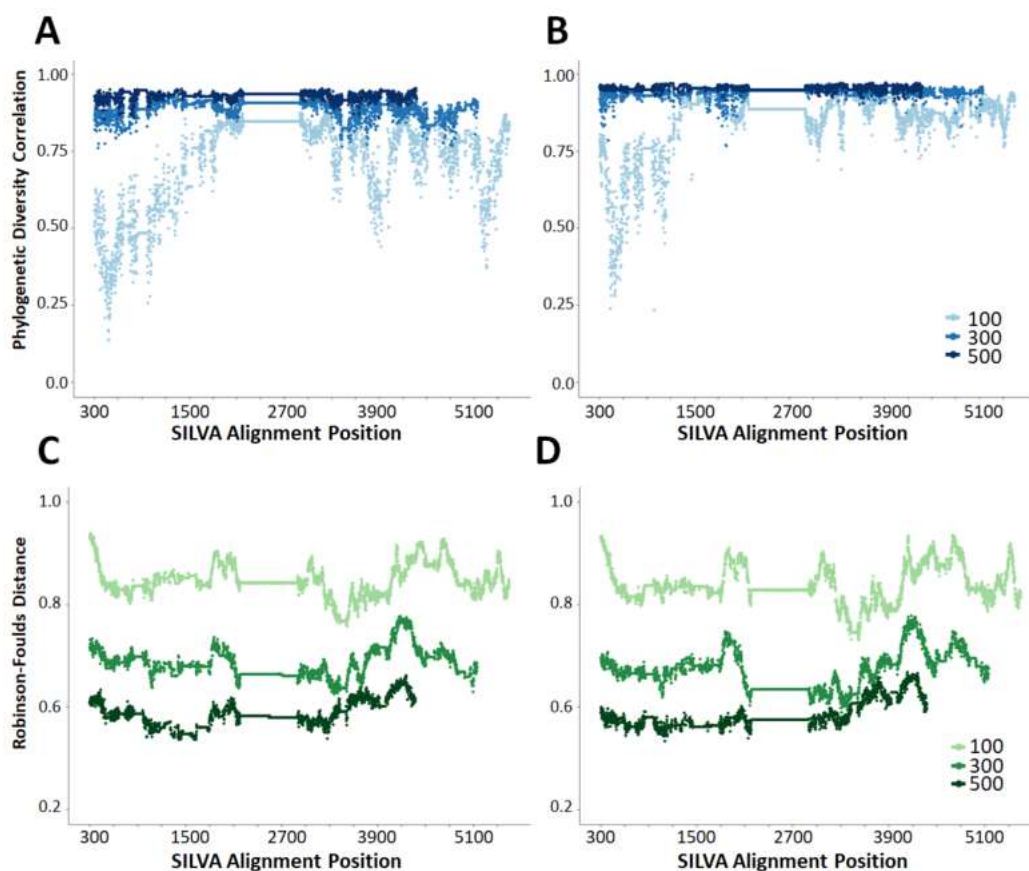 A
B
Phylogenetic Diversity Correlation
1.00
0.75
0.50
0.25
0.0
300 1500 2700 3900 5100
SILVA Alignment Position
1.00
0.75
0.50
0.25
0.0
100
300
500
300 1500 2700 3900 5100
SILVA Alignment Position
C
D
Robinson-Foulds Distance
1.0
0.8
0.6
0.2
300 1500 2700 3900 5100
SILVA Alignment Position
1.0
0.8
0.6
0.2
100
300
500
300 1500 2700 3900 5100
SILVA Alignment Position